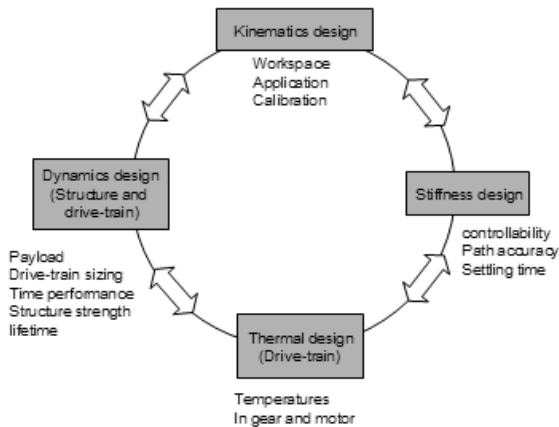 Kinematics design
Workspace
Application
Calibration
Dynamics design
(Structure and
drive-train)
Stiffness design
Payload
Drive-train sizing
Time performance
Structure strength
lifetime
controllability
Path accuracy
Settling time
Thermal design
(Drive-train)
Temperatures
In gear and motor